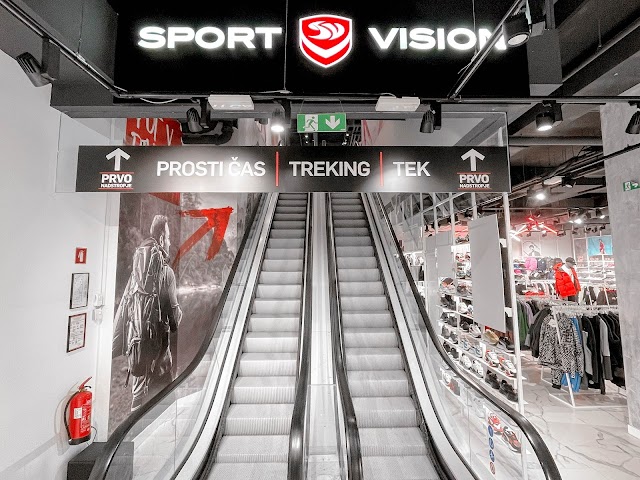 SPORT VISION
PROSTI ČAS | TREKING | TEK
PRVO
NADSTROPJE
PRVO
NADSTROPJE